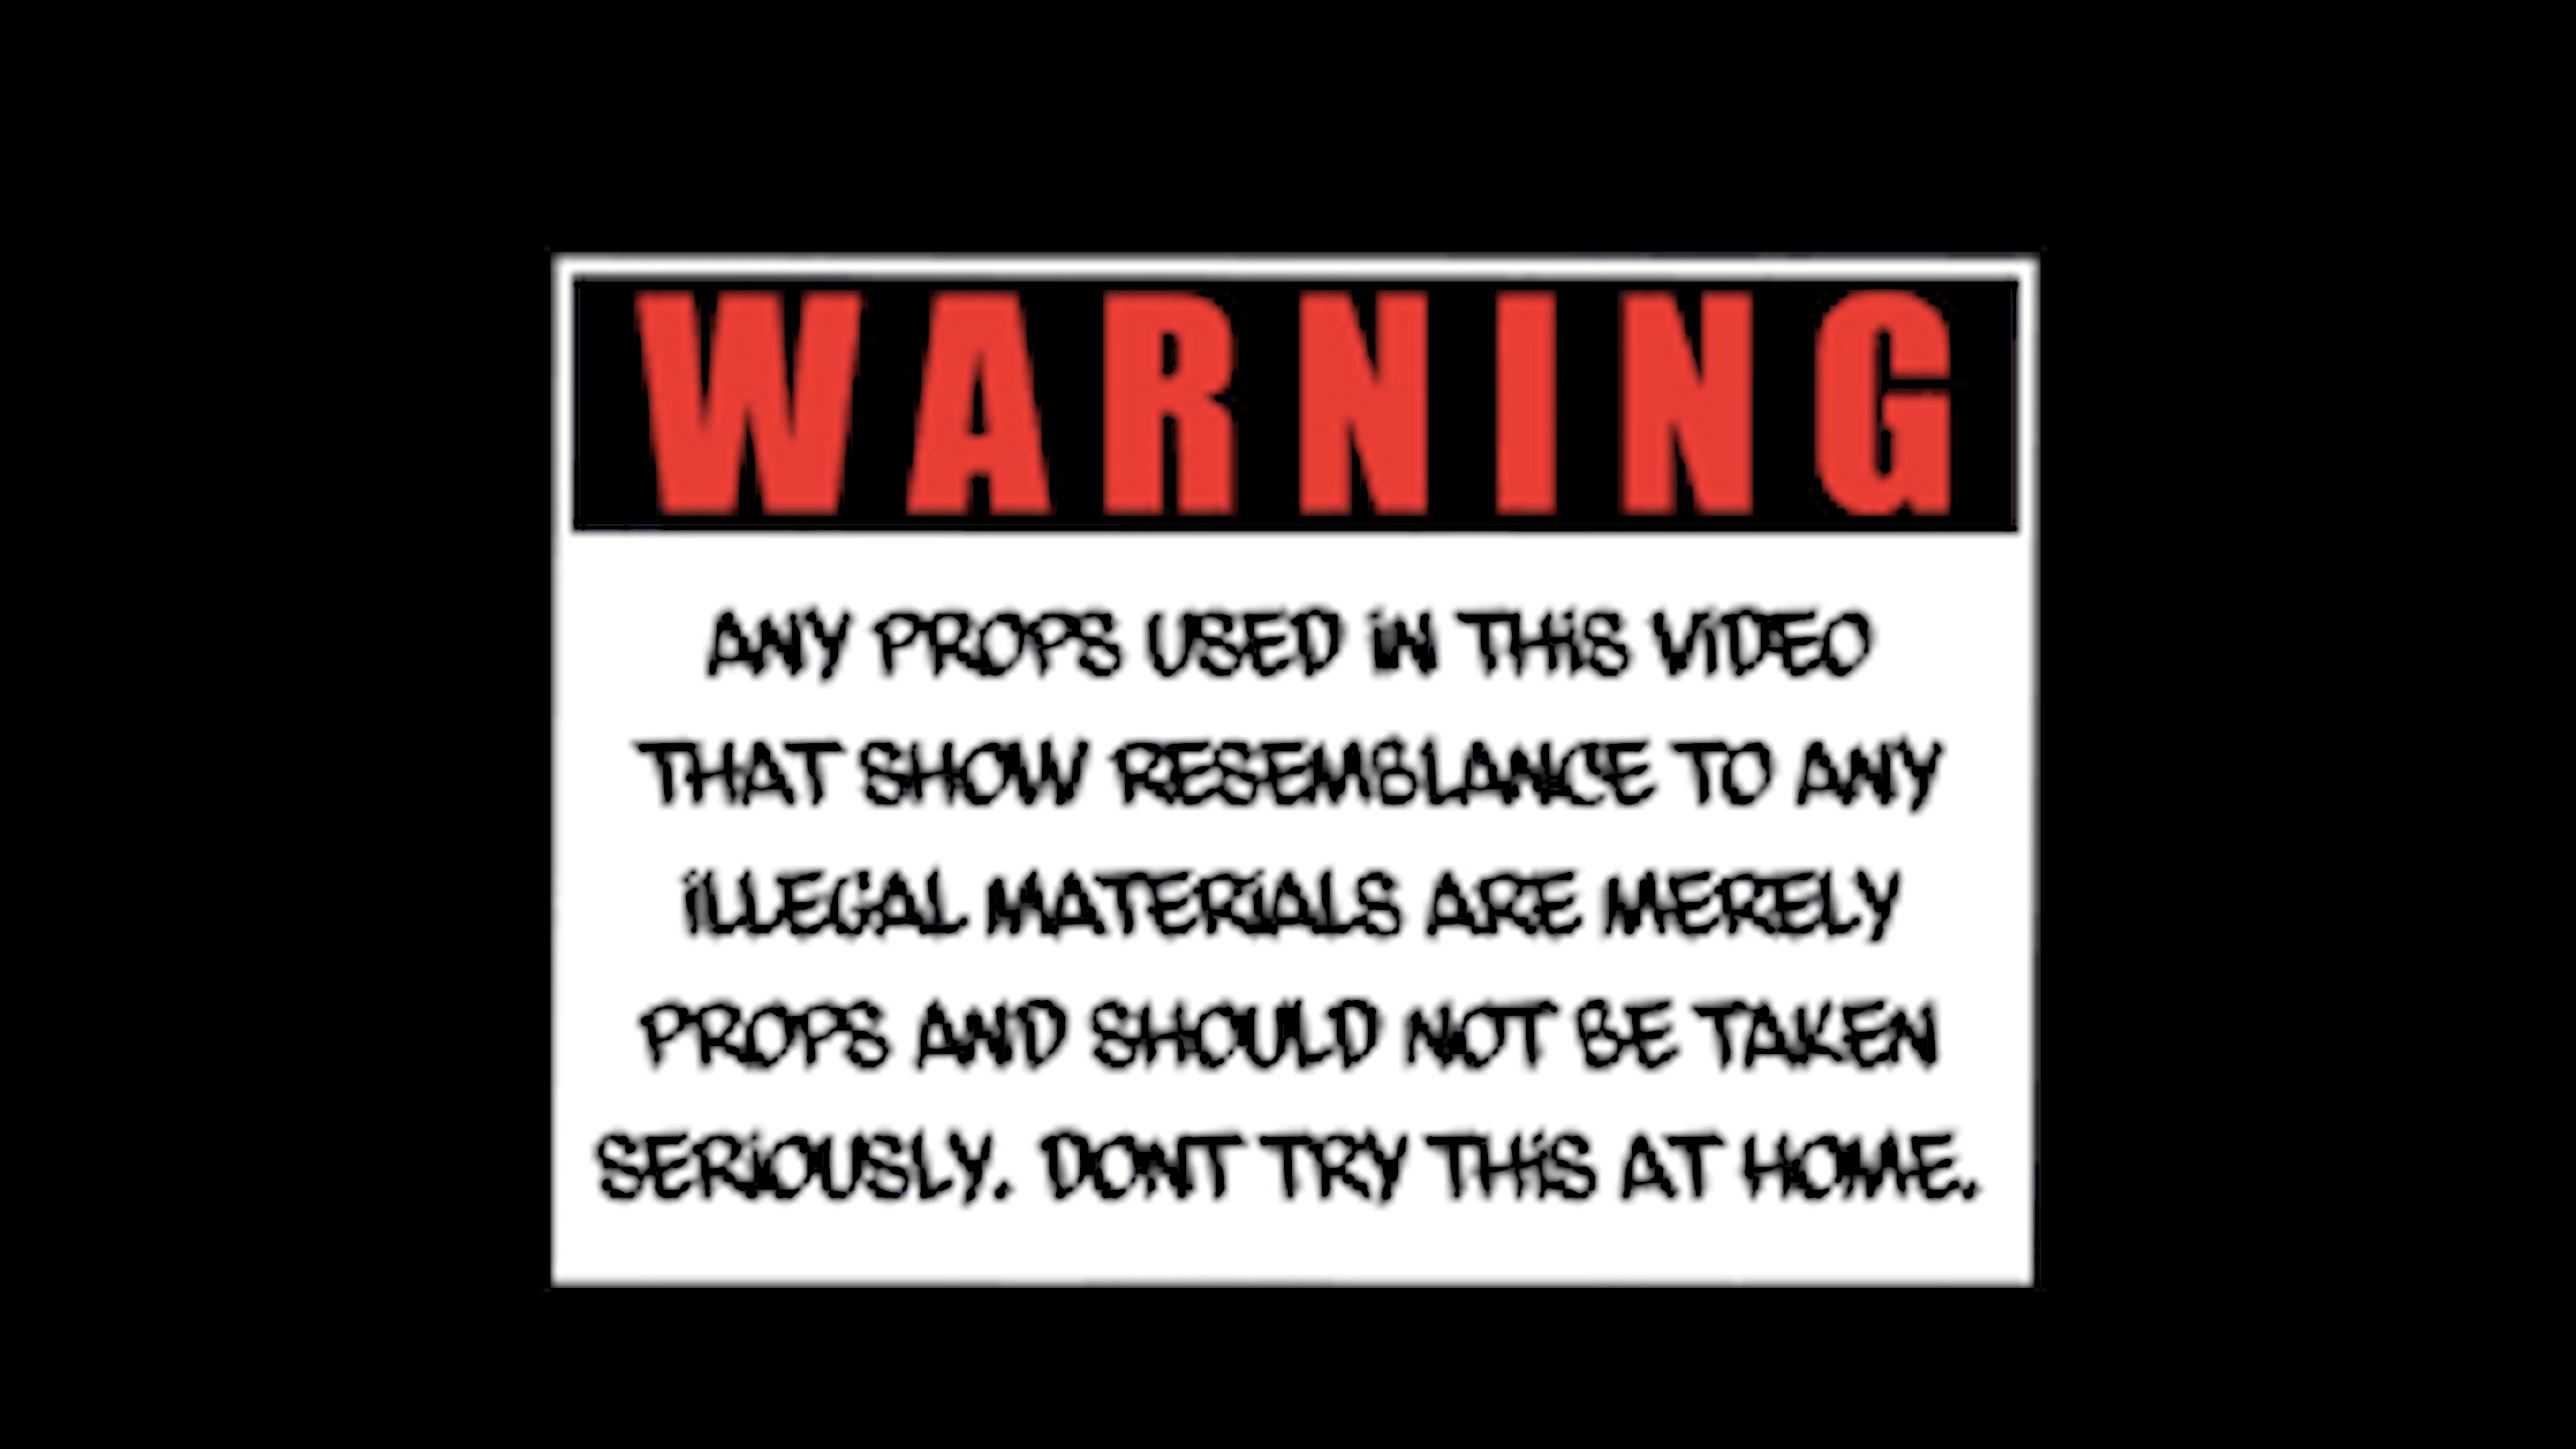 WARNING
ANY PROPS USED iN THiS ViDEO
THAT SHOW RESEMBLANCE TO ANY
iLLEGAL MATERiALS ARE MERELY
PROPS AND SHOULD NOT BE TAKEN
SERiOUSLY. DONT TRY THiS AT HOME.